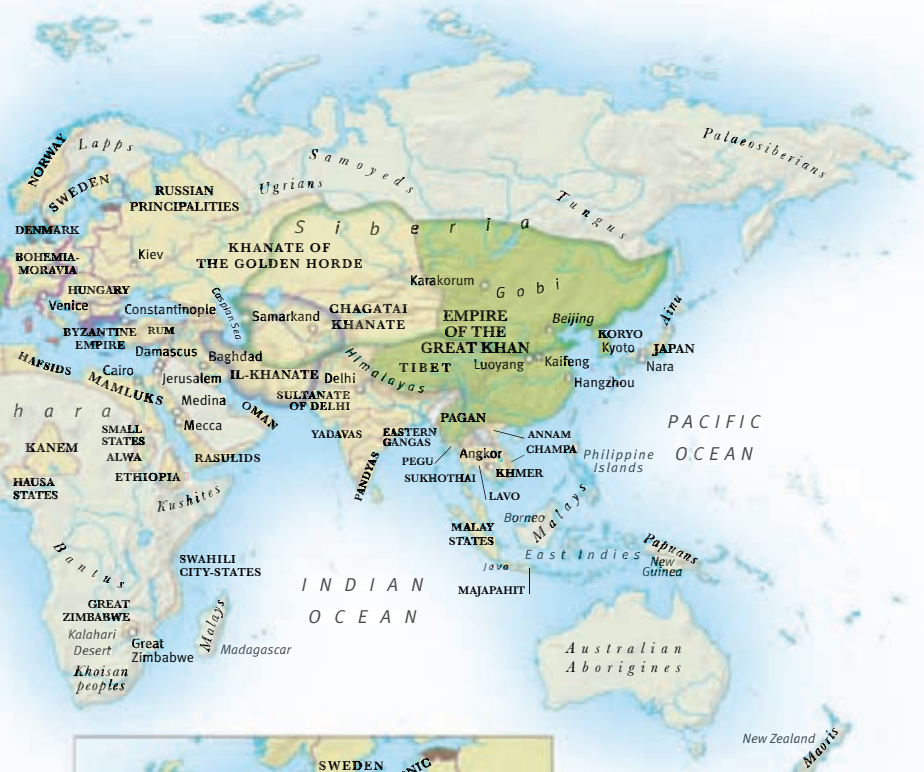 Lapps
NORWAY
SWEDEN
Samoyeds
Ugrians
Palaeosiberians
Tungus
RUSSIAN
PRINCIPALITIES
DENMARK
BOHEMIA-
MORAVIA
Kiev
Siberia
KHANATE OF
THE GOLDEN HORDE
HUNGARY
Venice
Constantinople
Caspian Sea
Samarkand
CHAGATAI
KHANATE
Karakorum
Gobi
EMPIRE
OF THE
GREAT KHAN
Beijing
Ainu
BYZANTINE
EMPIRE
RUM
KORYO
Kyoto
JAPAN
Nara
Damascus
Baghdad
HAFSIDS
Cairo
MAMLUKS
Jerusalem
IL-KHANATE
Delhi
Himalayas
TIBET
Luoyang
Kaifeng
Hangzhou
Medina
OMAN
SULTANATE
OF DELHI
hara
Mecca
SMALL
STATES
KANEM
ALWA
RASULIDS
YADAVAS
EASTERN
GANGAS
PAGAN
ANNAM
CHAMPA
PACIFIC
OCEAN
HAUSA
STATES
ETHIOPIA
Kushites
PANDYAS
PEGU
Angkor
SUKHOTHAI
KHMER
LAVO
Philippine
Islands
Borneo
Malays
MALAY
STATES
East Indies
Papuans
New
Guinea
Java
MAJAPAHIT
Bantus
SWAHILI
CITY-STATES
INDIAN
OCEAN
GREAT
ZIMBABWE
Kalahari
Desert
Great
Zimbabwe
Malays
Madagascar
Khoisan
peoples
Australian
Aborigines
New Zealand
Maoris
SWEDEN
NIC